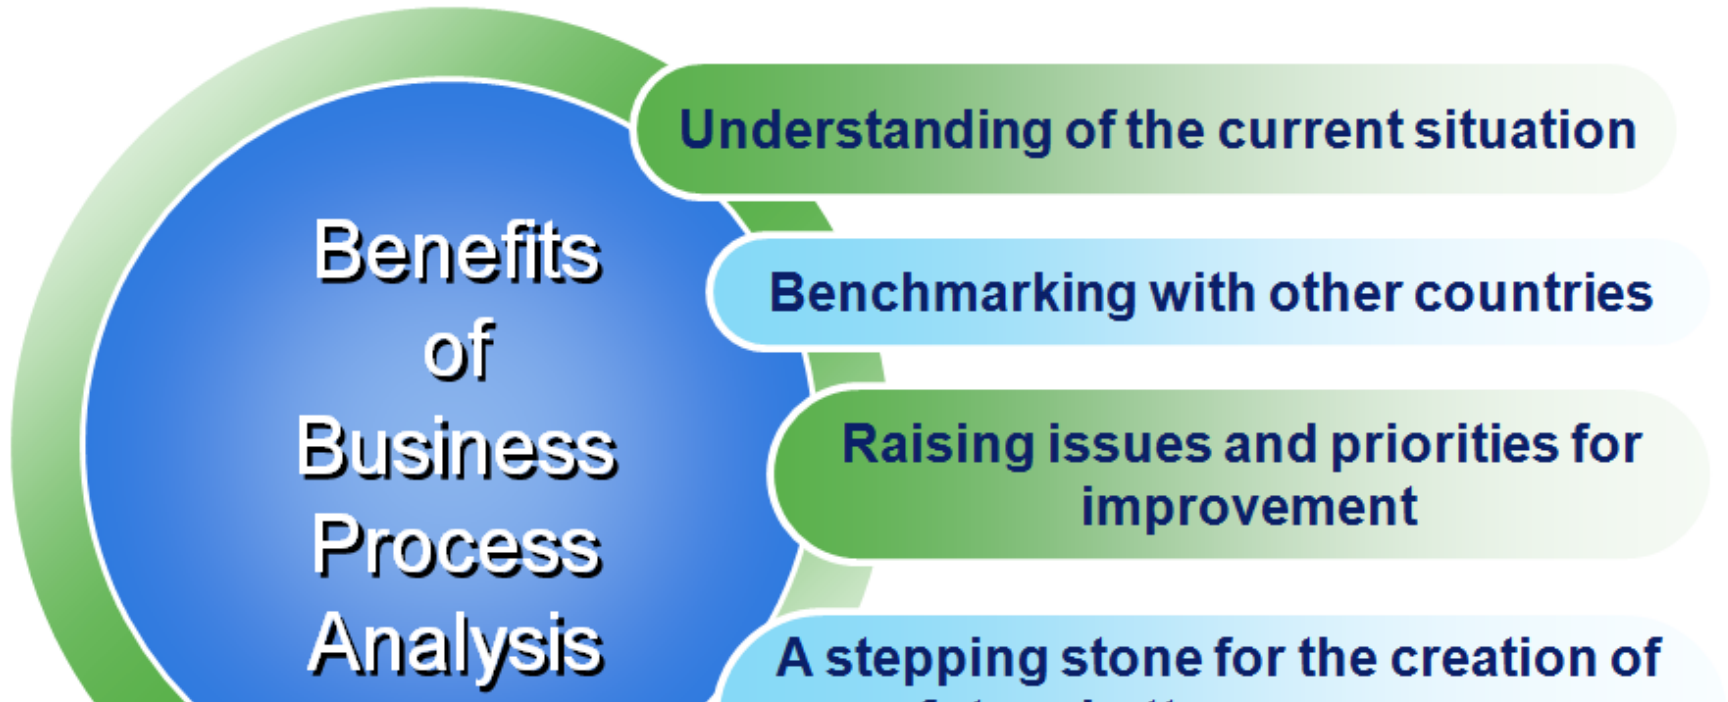 Benefits
of
Business
Process
Analysis
Understanding of the current situation
Benchmarking with other countries
Raising issues and priorities for
improvement
A stepping stone for the creation of